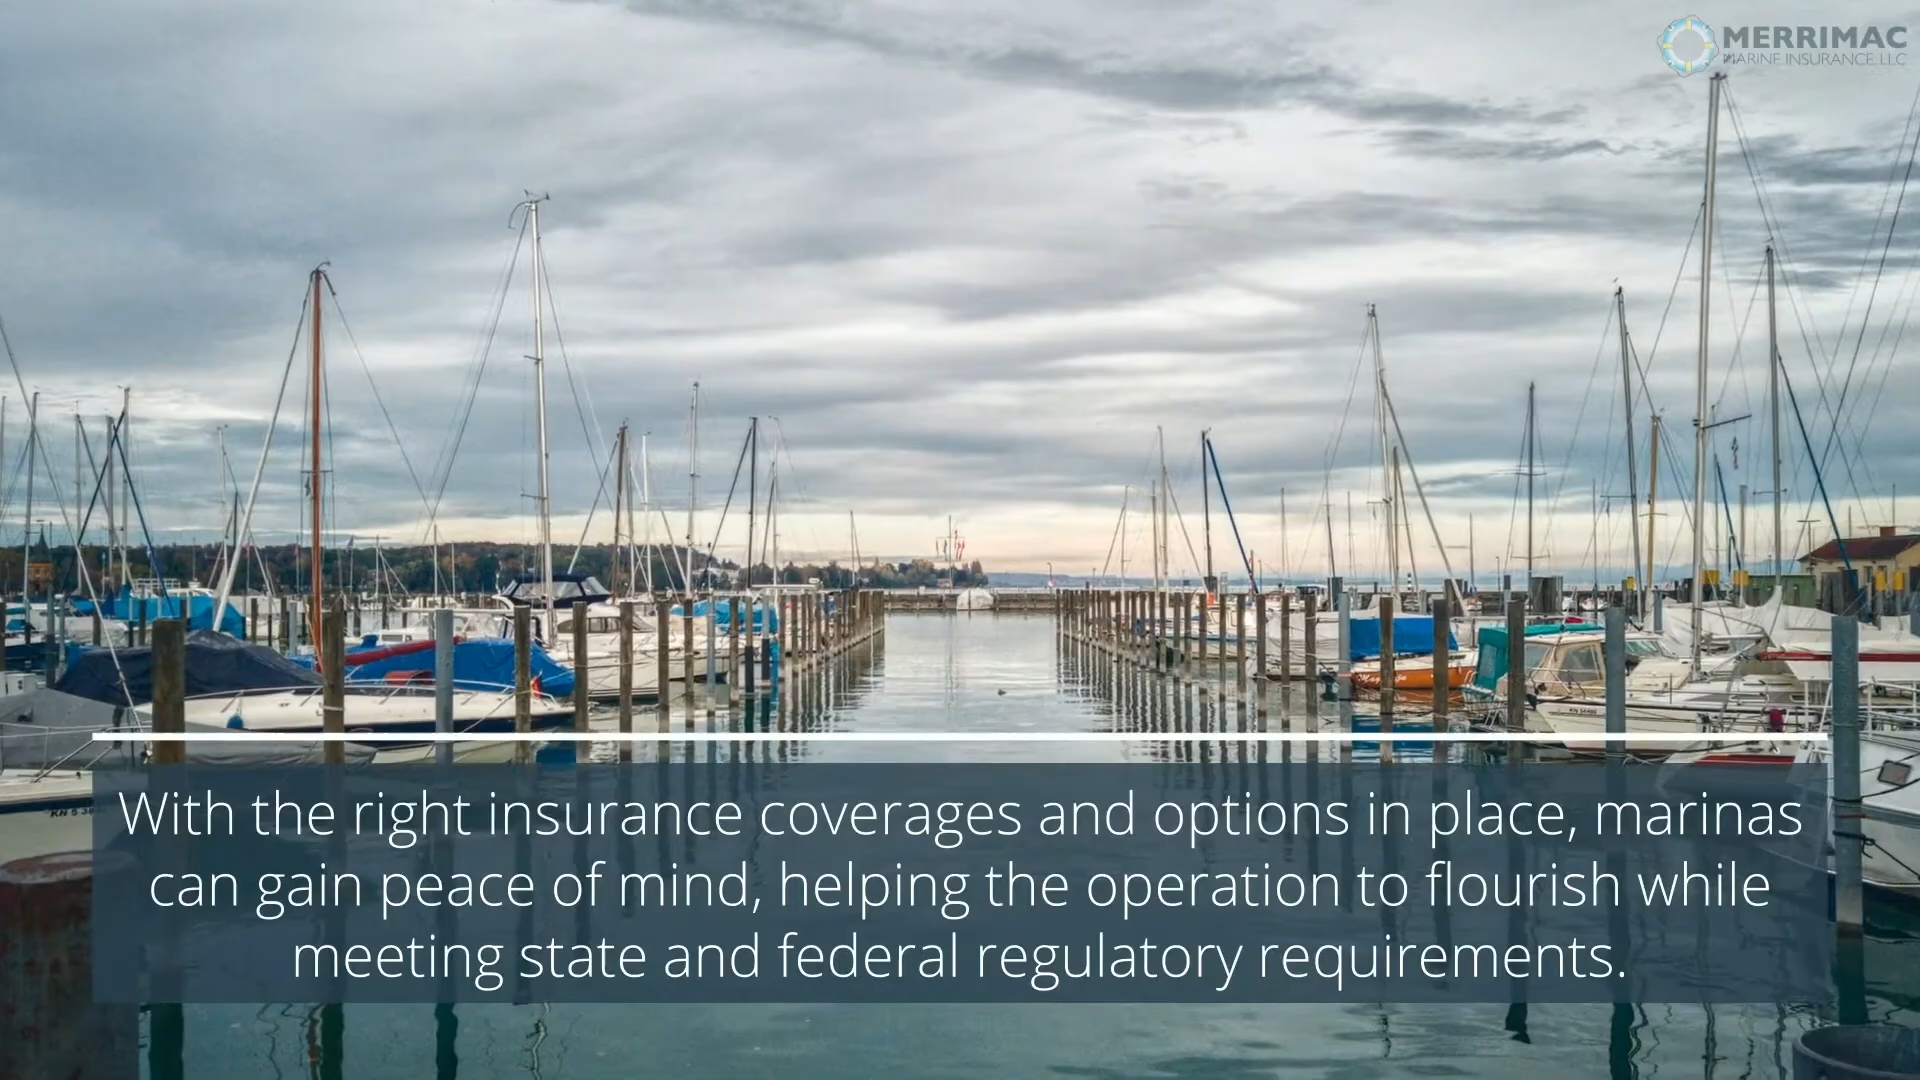 MERRIMAC
MARINE INSURANCE, LLC
With the right insurance coverages and options in place, marinas
can gain peace of mind, helping the operation to flourish while
meeting state and federal regulatory requirements.